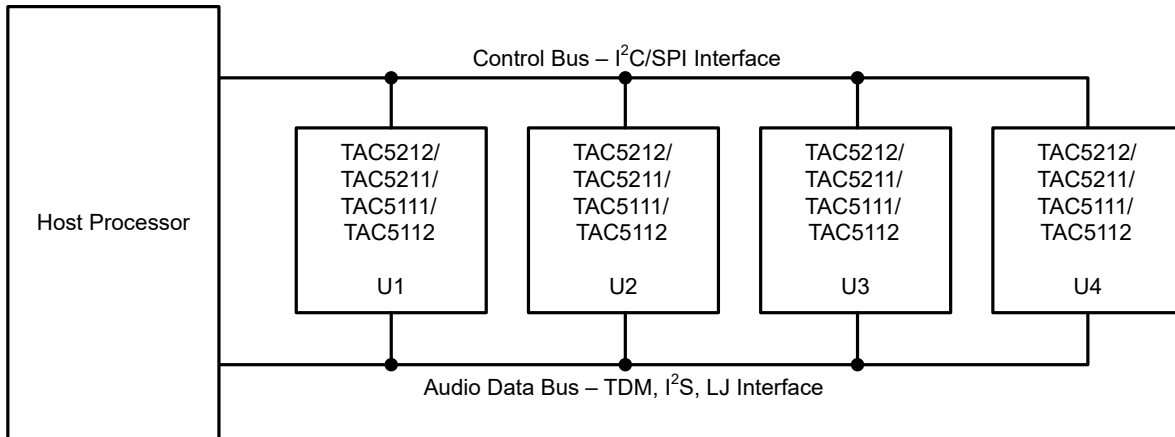 Control Bus – I²C/SPI Interface
Host Processor
TAC5212/
TAC5211/
TAC5111/
TAC5112
U1
TAC5212/
TAC5211/
TAC5111/
TAC5112
U2
TAC5212/
TAC5211/
TAC5111/
TAC5112
U3
TAC5212/
TAC5211/
TAC5111/
TAC5112
U4
Audio Data Bus – TDM, I²S, LJ Interface